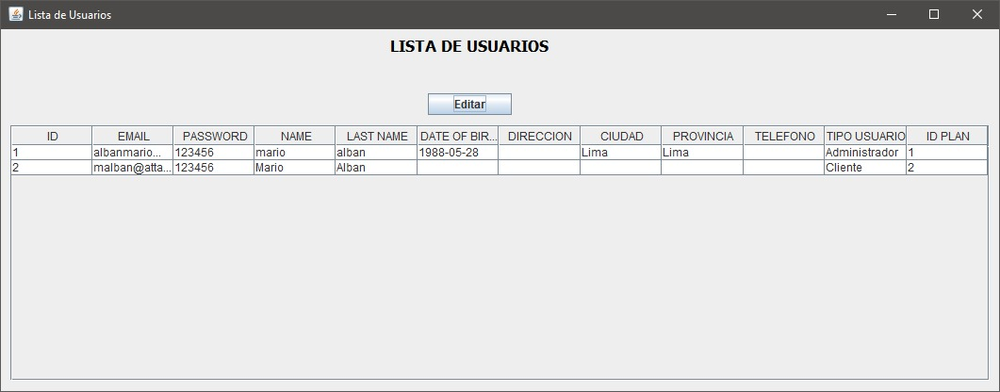 Lista de Usuarios
LISTA DE USUARIOS
Editar
ID EMAIL PASSWORD NAME LAST NAME DATE OF BIR... DIRECCION CIUDAD PROVINCIA TELEFONO TIPO USUARIO ID PLAN
1 albanmario... 123456 mario alban 1988-05-28 Lima Lima Administrador 1
2 malban@atta... 123456 Mario Alban Cliente 2